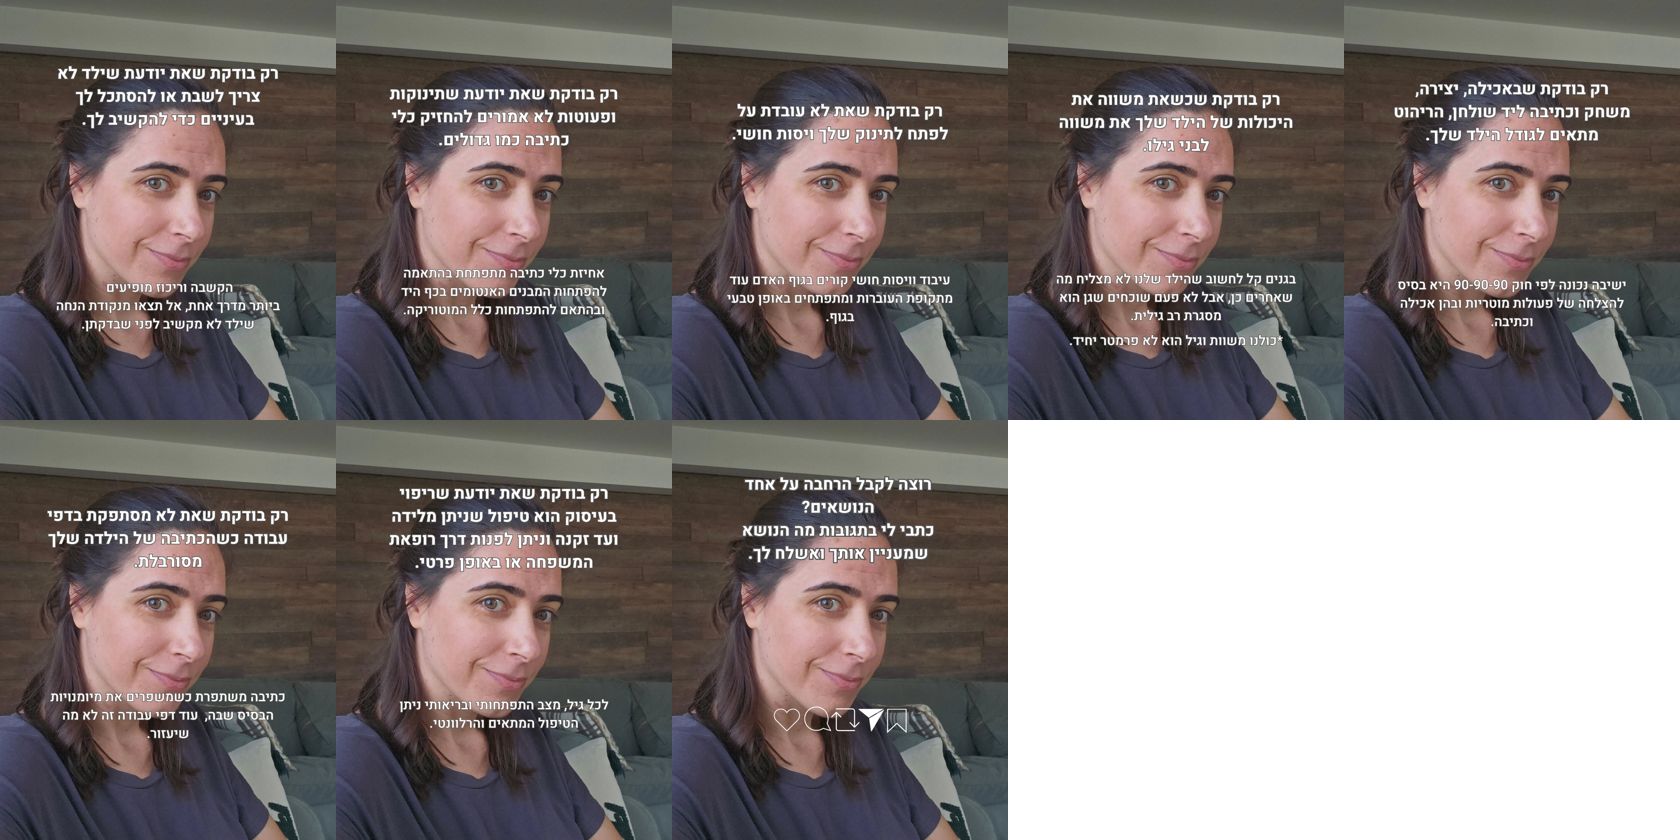 רק בודקת שאת יודעת שילד לא
צריך לשבת או להסתכל לך
בעיניים כדי להקשיב לך.
הקשבה וריכוז מופיעים
ביותר מדרך אחת, אל תצאו מנקודת הנחה
שילד לא מקשיב לפני שבדקתן.
רק בודקת שאת יודעת שתינוקות
ופעוטות לא אמורים להחזיק כלי
כתיבה כמו גדולים.
אחיזת כלי כתיבה מתפתחת בהתאמה
להפתחות המבנים האנטומים בכף היד
ובהתאם להתפתחות כלל המוטוריקה.
רק בודקת שאת לא עובדת על
לפתח לתינוק שלך ויסות חושי.
עיבוד וויסות חושי קורים בגוף האדם עוד
מתקופת העוברות ומתפתחים באופן טבעי
בגוף.
רק בודקת שכשאת משווה את
היכולות של הילד שלך את משווה
לבני גילו.
בגנים קל לחשוב שהילד שלנו לא מצליח מה
שאחרים כן, אבל לא פעם שוכחים שגן הוא
מסגרת רב גילית.
*כולנו משוות וגיל הוא לא פרמטר יחיד.
רק בודקת שבאכילה, יצירה,
משחק וכתיבה ליד שולחן, הריהוט
מתאים לגודל הילד שלך.
ישיבה נכונה לפי חוק 90-90-90 היא בסיס
להצלחה של פעולות מוטריות ובהן אכילה
וכתיבה.
רק בודקת שאת לא מסתפקת בדפי
עבודה כשהכתיבה של הילדה שלך
מסורבלת.
כתיבה משתפרת כשמשפרים את מיומנויות
הבסיס שבה,  עוד דפי עבודה זה לא מה
שיעזור.
רק בודקת שאת יודעת שריפוי
בעיסוק הוא טיפול שניתן מלידה
ועד זקנה וניתן לפנות דרך רופאת
המשפחה או באופן פרטי.
לכל גיל, מצב התפתחותי ובריאותי ניתן
הטיפול המתאים והרלוונטי.
רוצה לקבל הרחבה על אחד
הנושאים?
כתבי לי בתגובות מה הנושא
שמעניין אותך ואשלח לך.